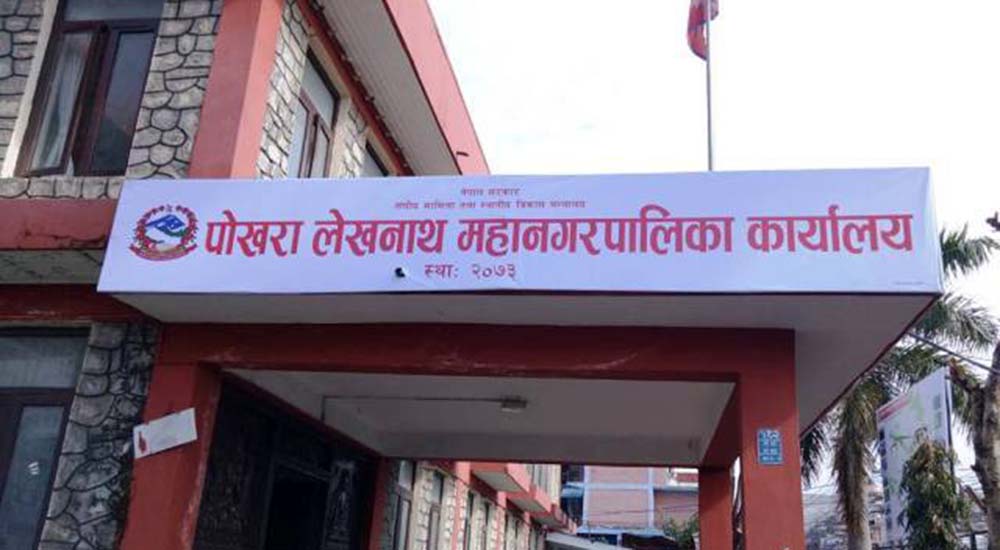 नेपाल सरकार
संघीय मामिला तथा स्थानीय विकास मन्त्रालय
पोखरा लेखनाथ महानगरपालिका कार्यालय
स्था: २०७३